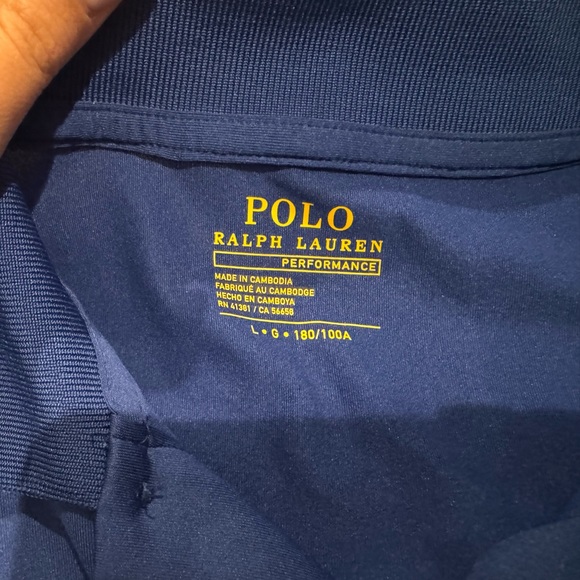 POLO
RALPH LAUREN
PERFORMANCE
MADE IN CAMBODIA
FABRIQUÉ AU CAMBODGE
HECHO EN CAMBOYA
RN 41381 / CA 56658
L • G • 180/100A